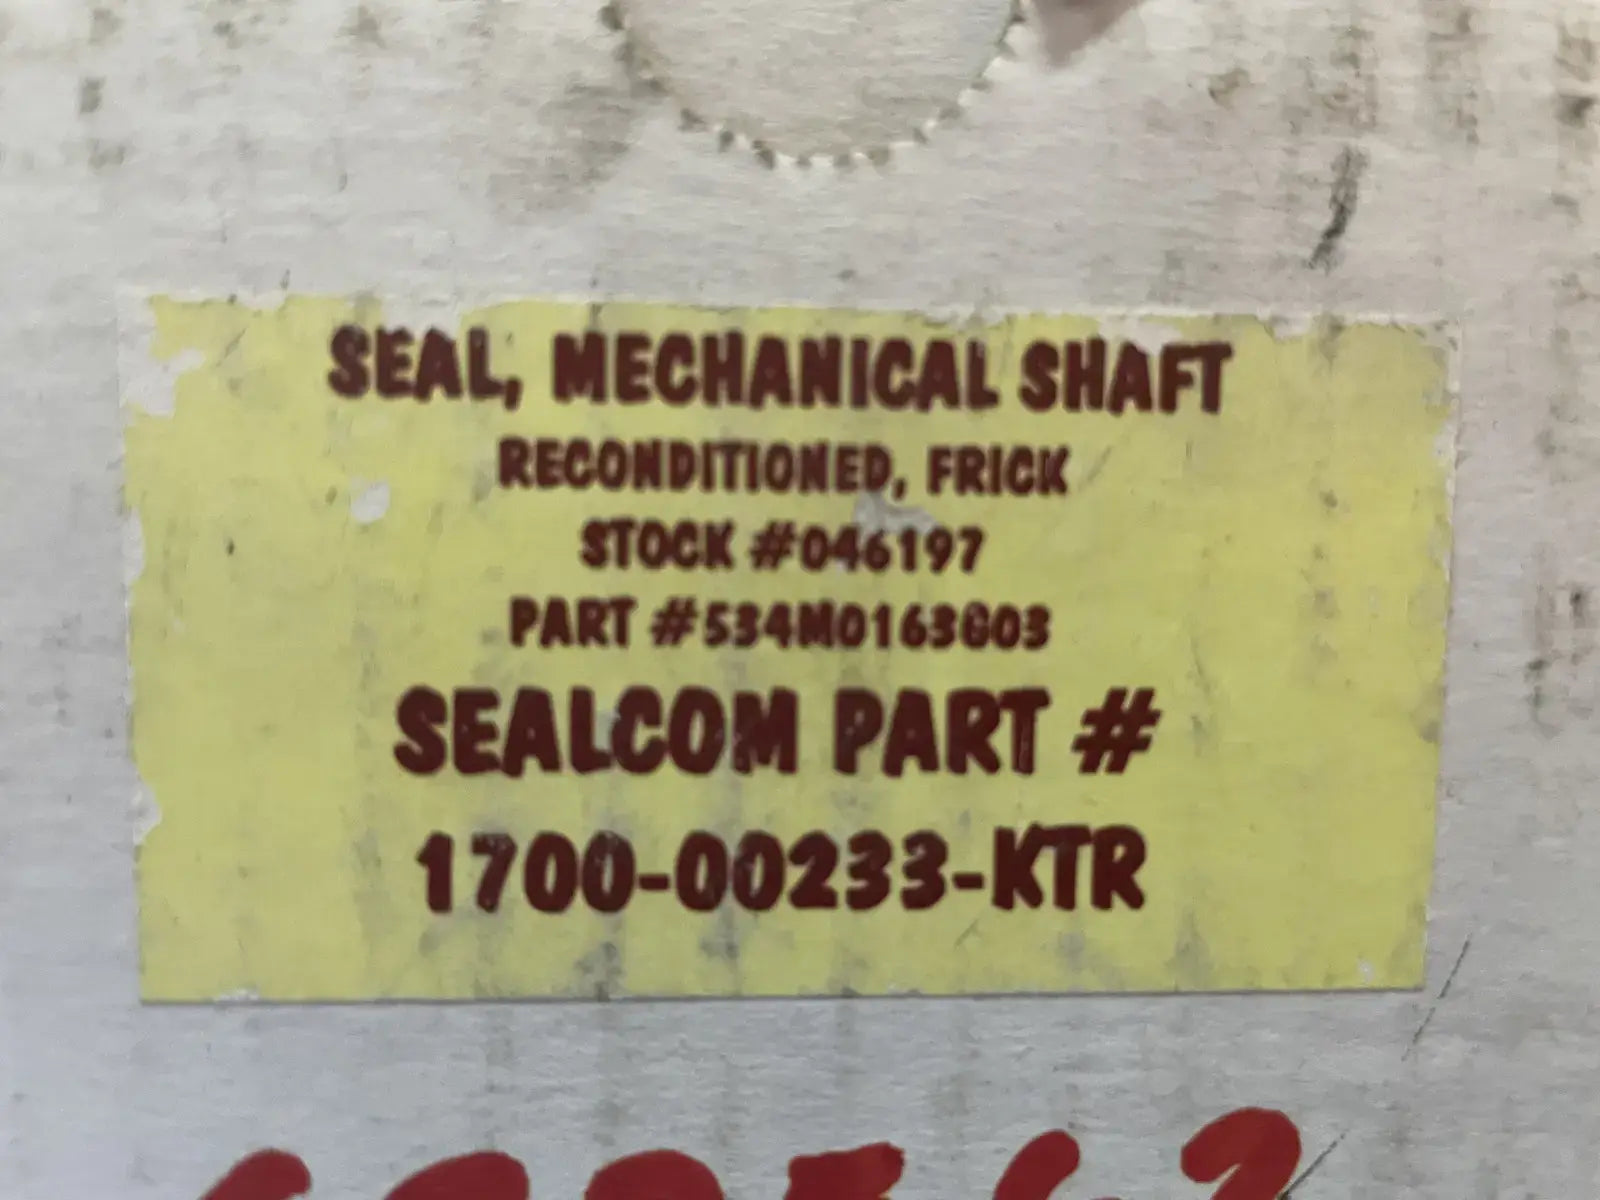 SEAL, MECHANICAL SHAFT
RECONDITIONED, FRICK
STOCK #046197
PART #534M0163G03
SEALCOM PART #
1700-00233-KTR